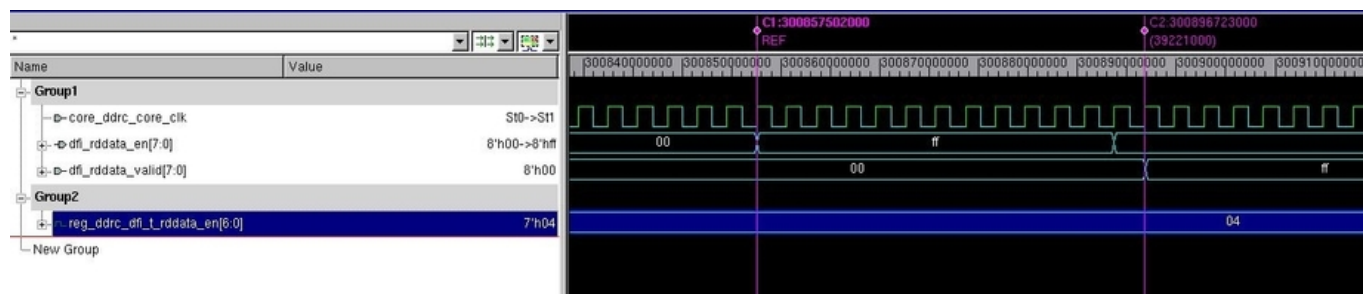 C1:300857502000
REF
C2:300896723000
(39221000)
*
Name Value
300840000000 300850000000 300860000000 300870000000 300880000000 300890000000 300900000000 300910000000
Group1
core_ddrc_core_clk St0->St1
dfi_rddata_en[7:0] 8'h00->8'hff 00 ff
dfi_rddata_valid[7:0] 8'h00 00 ff
Group2
reg_ddrc_dfi_t_rddata_en[6:0] 7'h04 04
New Group